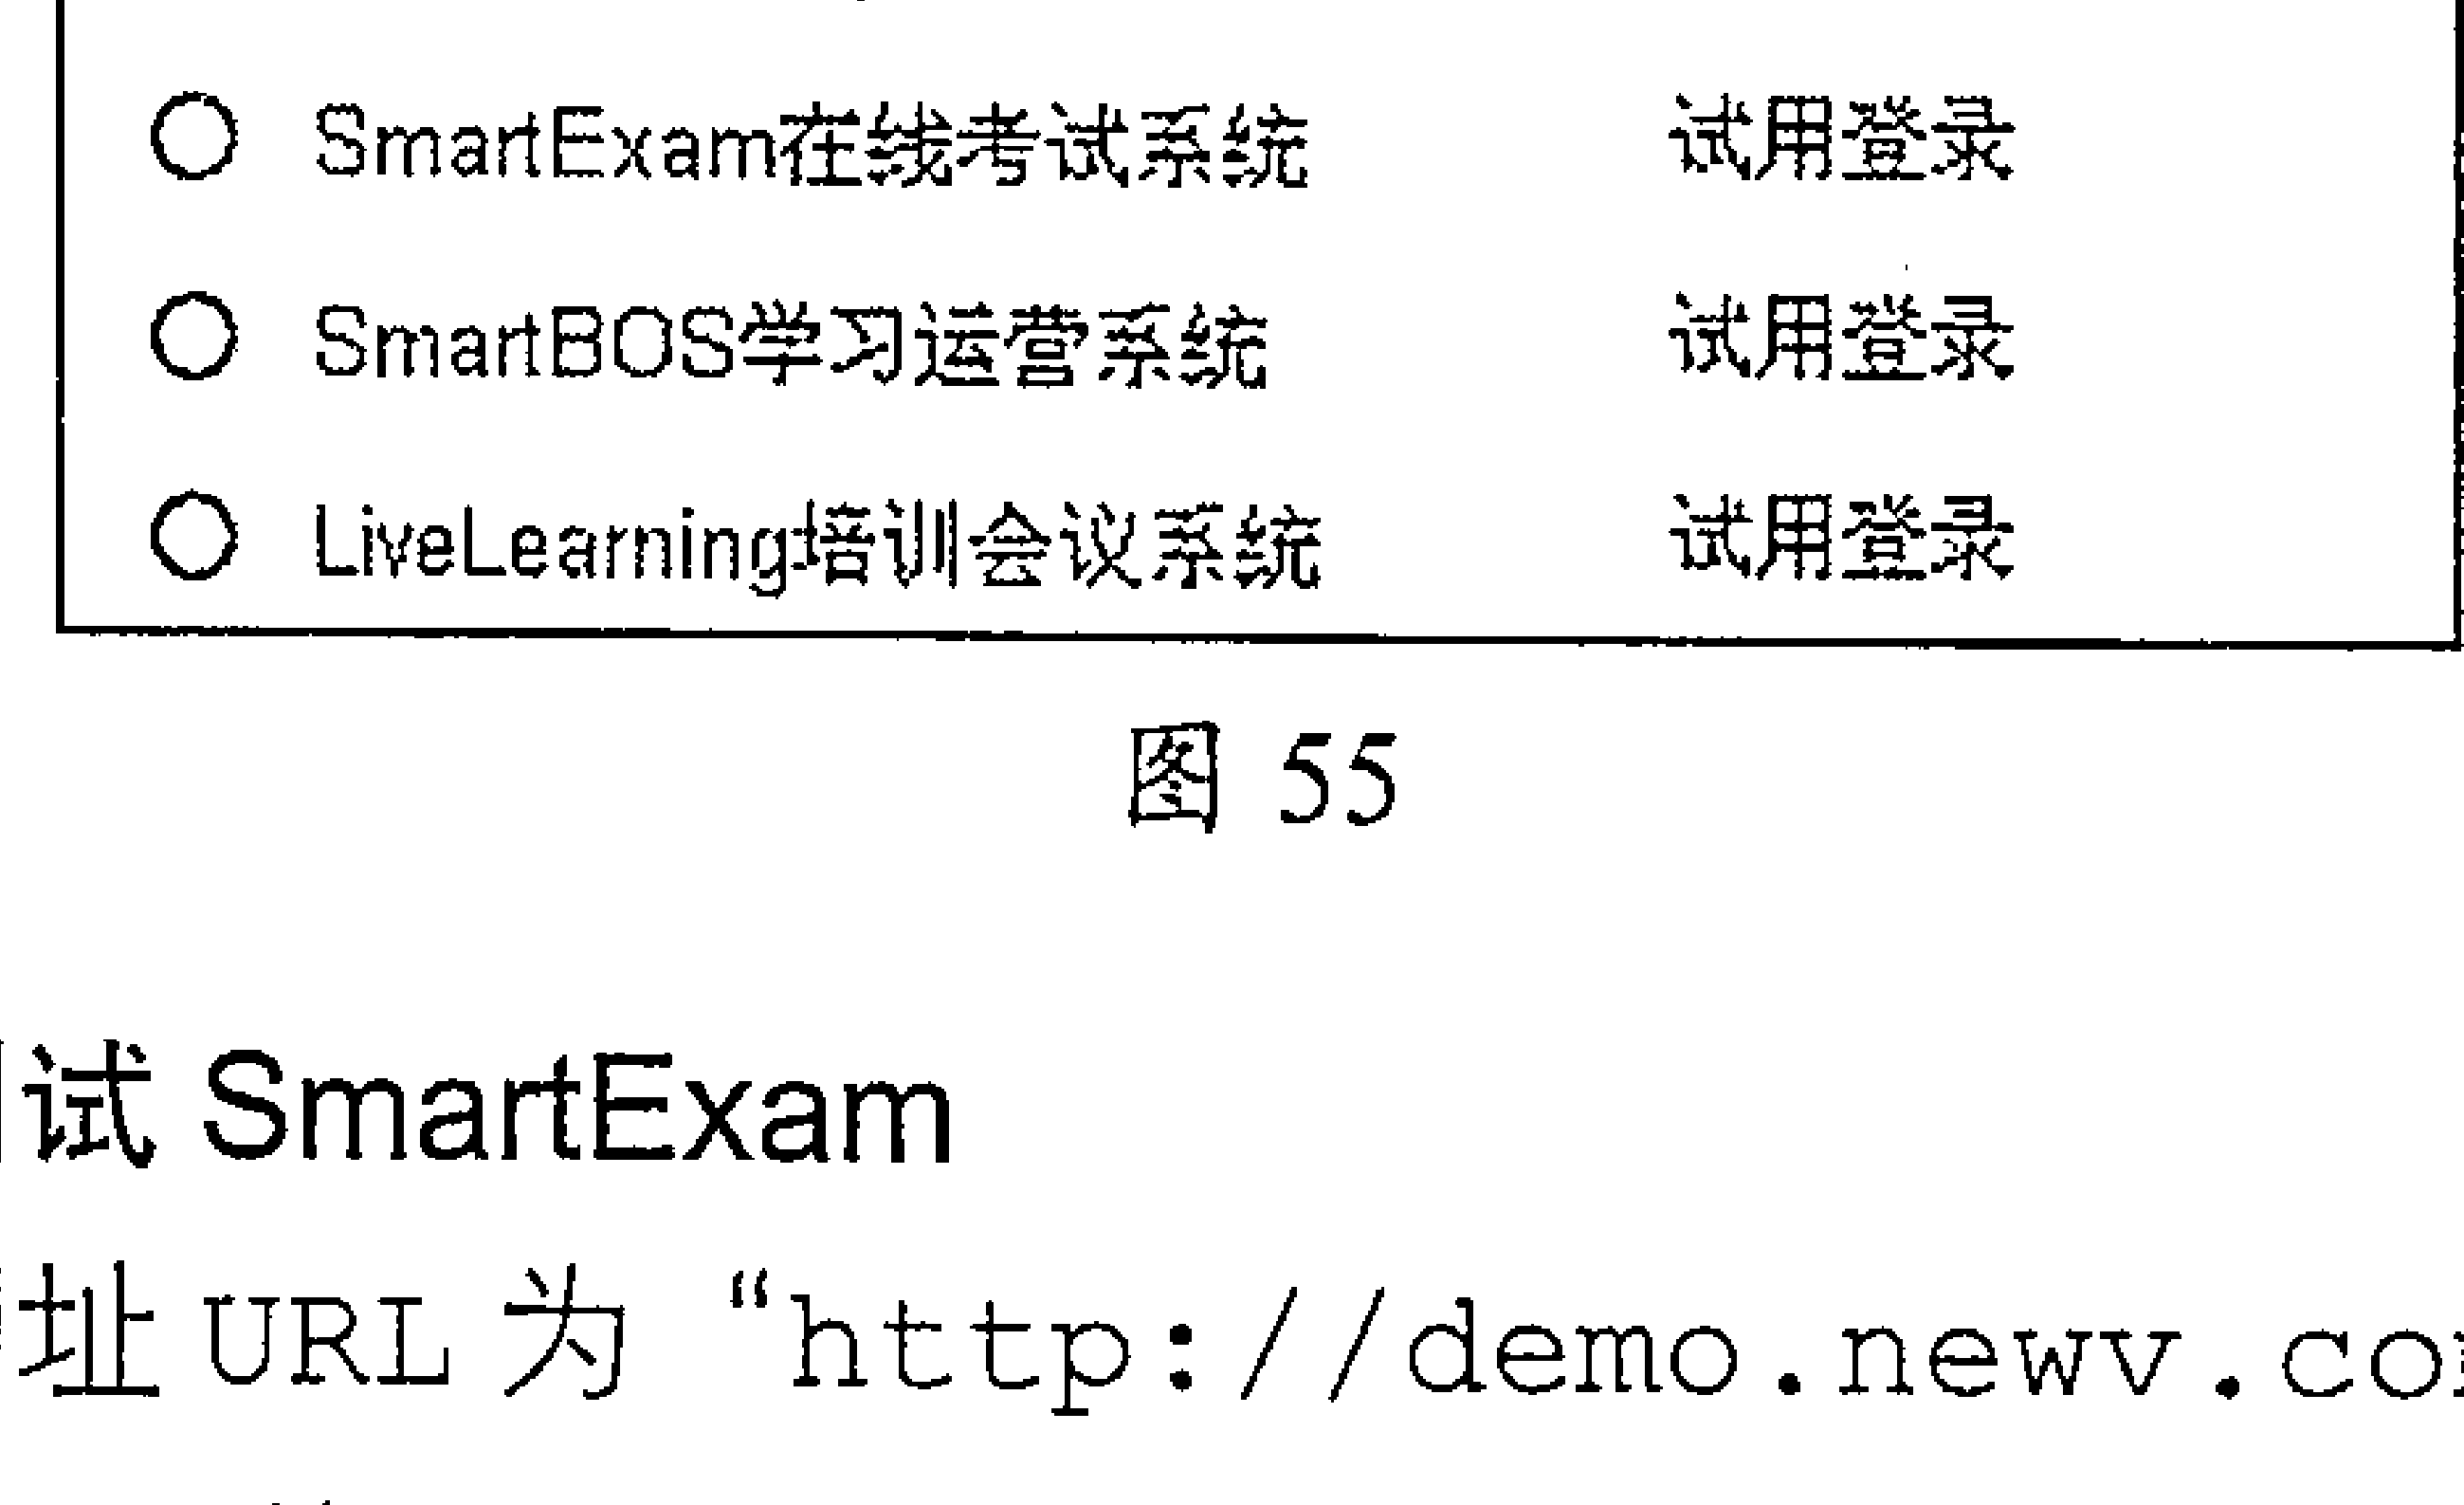 SmartExam在线考试系统 试用登录
SmartBOS学习运营系统 试用登录
LiveLearning培训会议系统 试用登录
图 55
试 SmartExam
址 URL 为 “http://demo.newv.co